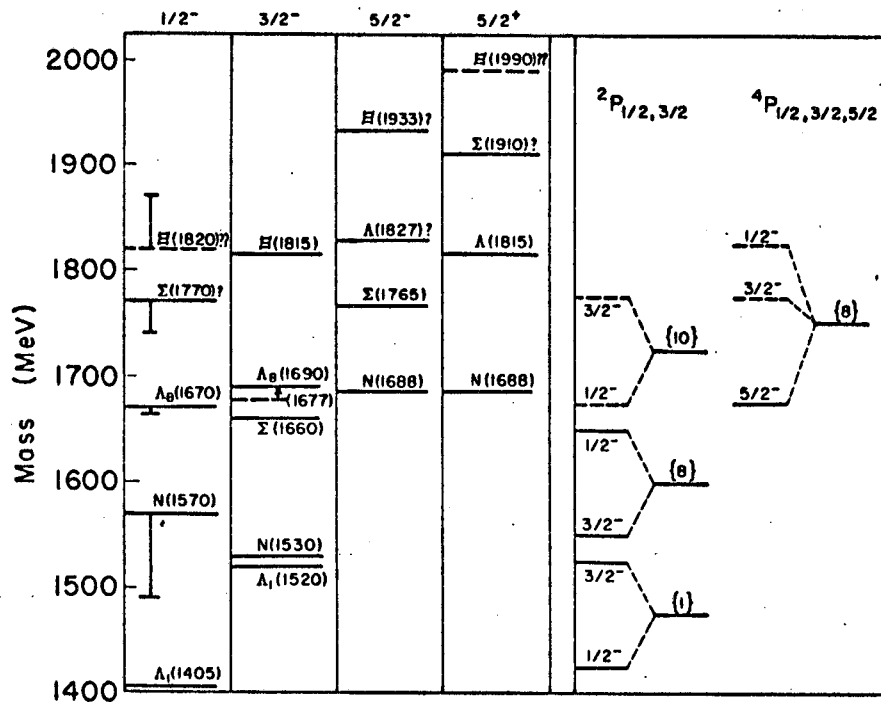 1/2⁻ 3/2⁻ 5/2⁻ 5/2⁺
Mass (MeV)
2000
1900
1800
1700
1600
1500
1400
Ξ(1820)??
Σ(1770)?
Λ₈(1670)
N(1570)
Λ₁(1405)
Ξ(1815)
Λ₈(1690)
(1677)
Σ(1660)
N(1530)
Λ₁(1520)
Ξ(1933)?
Λ(1827)?
Σ(1765)
N(1688)
Ξ(1990)??
Σ(1910)?
Λ(1815)
N(1688)
²P₁/₂,₃/₂
3/2⁻
{10}
1/2⁻
1/2⁻
{8}
3/2⁻
3/2⁻
{1}
1/2⁻
⁴P₁/₂,₃/₂,₅/₂
1/2⁻
3/2⁻
{8}
5/2⁻